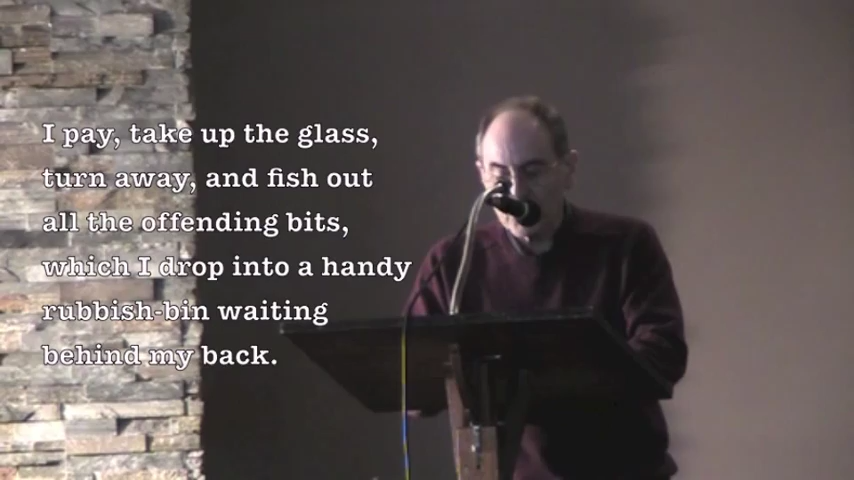 I pay, take up the glass,
turn away, and fish out
all the offending bits,
which I drop into a handy
rubbish-bin waiting
behind my back.